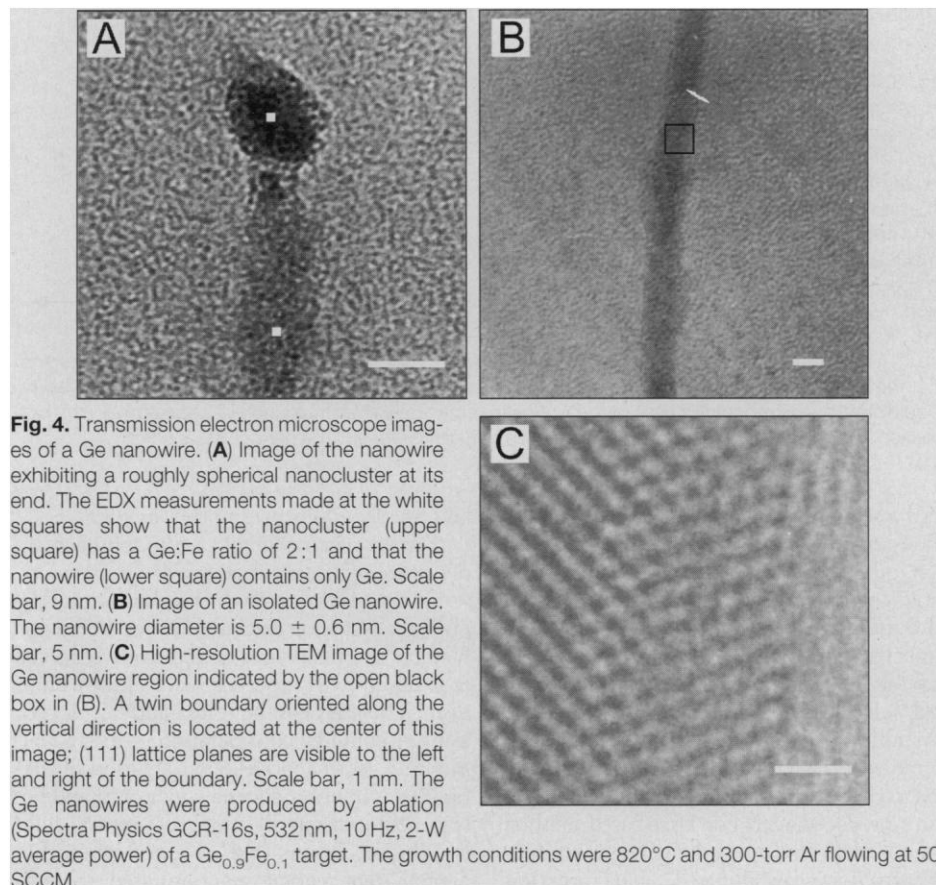 A
B
Fig. 4. Transmission electron microscope imag-
es of a Ge nanowire. (A) Image of the nanowire
exhibiting a roughly spherical nanocluster at its
end. The EDX measurements made at the white
squares show that the nanocluster (upper
square) has a Ge:Fe ratio of 2:1 and that the
nanowire (lower square) contains only Ge. Scale
bar, 9 nm. (B) Image of an isolated Ge nanowire.
The nanowire diameter is 5.0 ± 0.6 nm. Scale
bar, 5 nm. (C) High-resolution TEM image of the
Ge nanowire region indicated by the open black
box in (B). A twin boundary oriented along the
vertical direction is located at the center of this
image; (111) lattice planes are visible to the left
and right of the boundary. Scale bar, 1 nm. The
Ge nanowires were produced by ablation
(Spectra Physics GCR-16s, 532 nm, 10 Hz, 2-W
average power) of a Ge0.9Fe0.1 target. The growth conditions were 820°C and 300-torr Ar flowing at 50
SCCM.
C